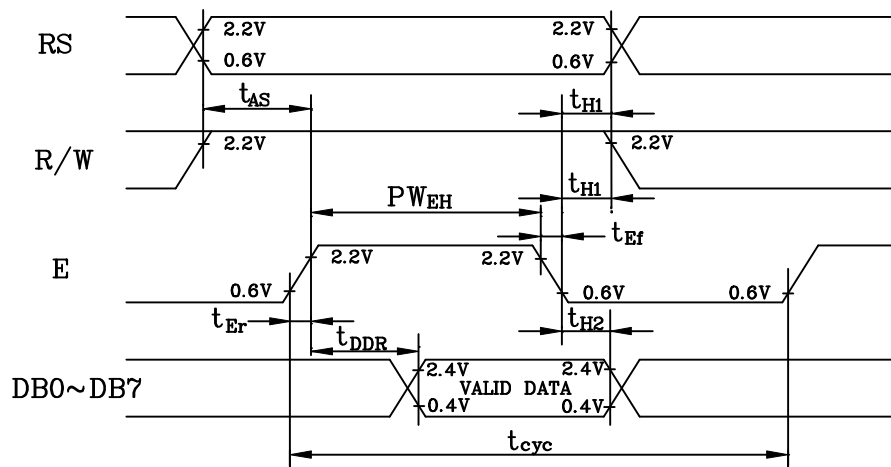 RS
2.2V
2.2V
0.6V
0.6V
tAS
tH1
R/W
2.2V
2.2V
tH1
PWEH
tEf
E
2.2V
2.2V
0.6V
0.6V
0.6V
tEr
tDDR
tH2
DB0~DB7
2.4V
VALID DATA
2.4V
0.4V
0.4V
tcyc